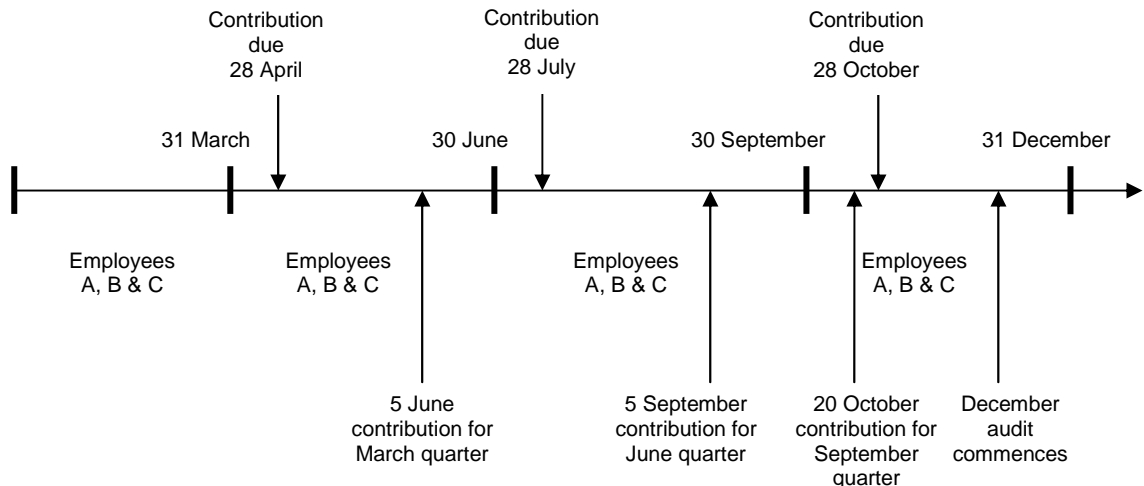 Contribution
due
28 April
Contribution
due
28 July
Contribution
due
28 October
31 March
30 June
30 September
31 December
Employees
A, B & C
Employees
A, B & C
Employees
A, B & C
Employees
A, B & C
5 June
contribution for
March quarter
5 September
contribution for
June quarter
20 October
contribution for
September
quarter
December
audit
commences